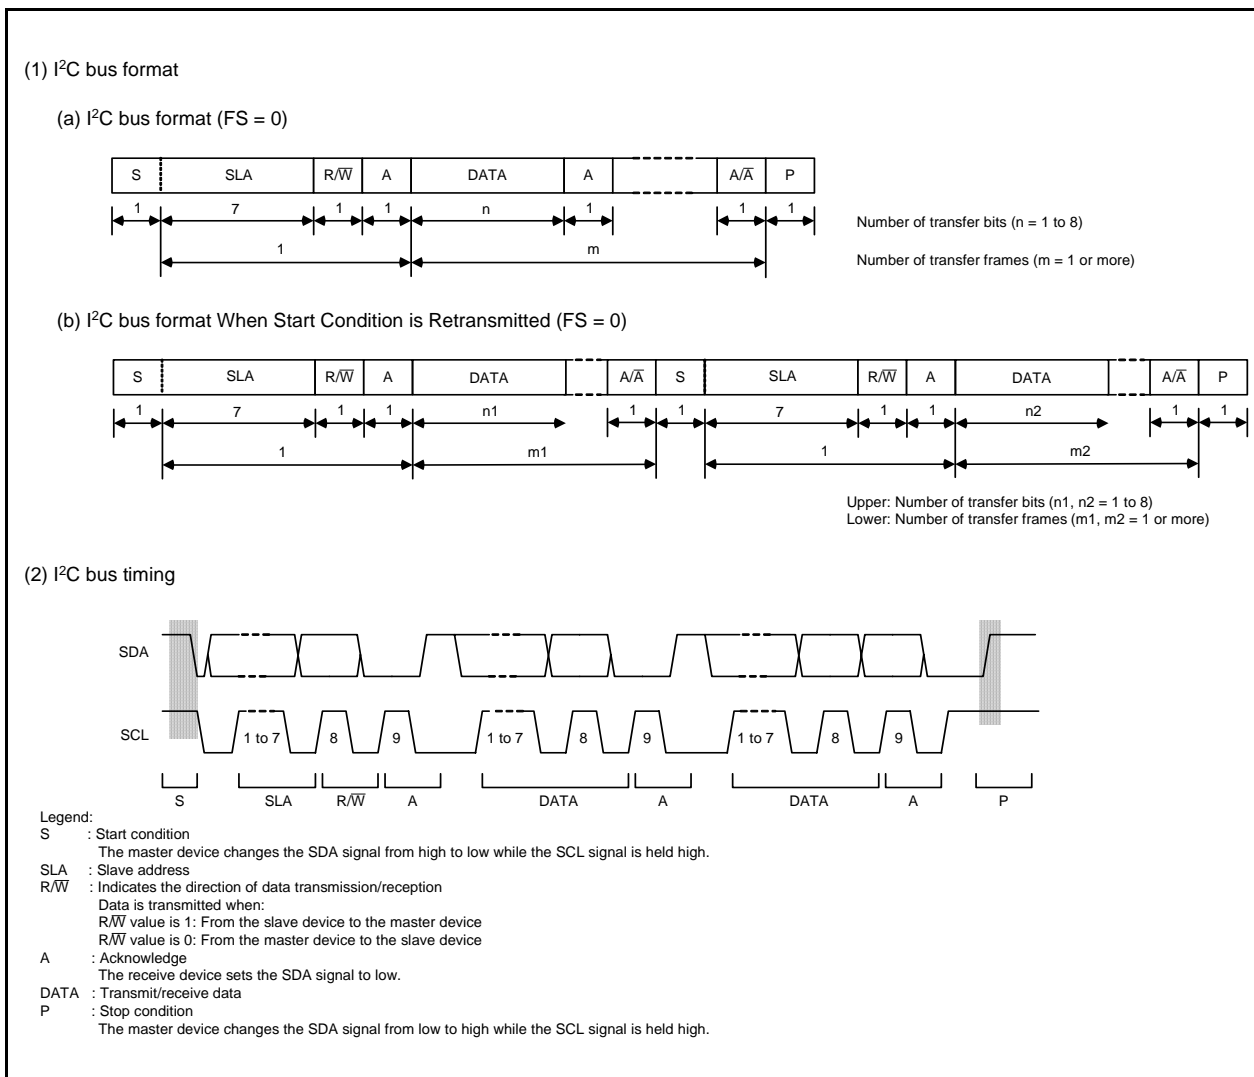 (1) I²C bus format
(a) I²C bus format (FS = 0)
S SLA R/W̅ A DATA A A/A̅ P
1 7 1 1 n 1 1 1
Number of transfer bits (n = 1 to 8)
1 m
Number of transfer frames (m = 1 or more)
(b) I²C bus format When Start Condition is Retransmitted (FS = 0)
S SLA R/W̅ A DATA A/A̅ S SLA R/W̅ A DATA A/A̅ P
1 7 1 1 n1 1 1 7 1 1 n2 1 1
1 m1 1 m2
Upper: Number of transfer bits (n1, n2 = 1 to 8)
Lower: Number of transfer frames (m1, m2 = 1 or more)
(2) I²C bus timing
SDA
SCL 1 to 7 8 9 1 to 7 8 9 1 to 7 8 9
S SLA R/W̅ A DATA A DATA A P
Legend:
S : Start condition
The master device changes the SDA signal from high to low while the SCL signal is held high.
SLA : Slave address
R/W̅ : Indicates the direction of data transmission/reception
Data is transmitted when:
R/W̅ value is 1: From the slave device to the master device
R/W̅ value is 0: From the master device to the slave device
A : Acknowledge
The receive device sets the SDA signal to low.
DATA : Transmit/receive data
P : Stop condition
The master device changes the SDA signal from low to high while the SCL signal is held high.